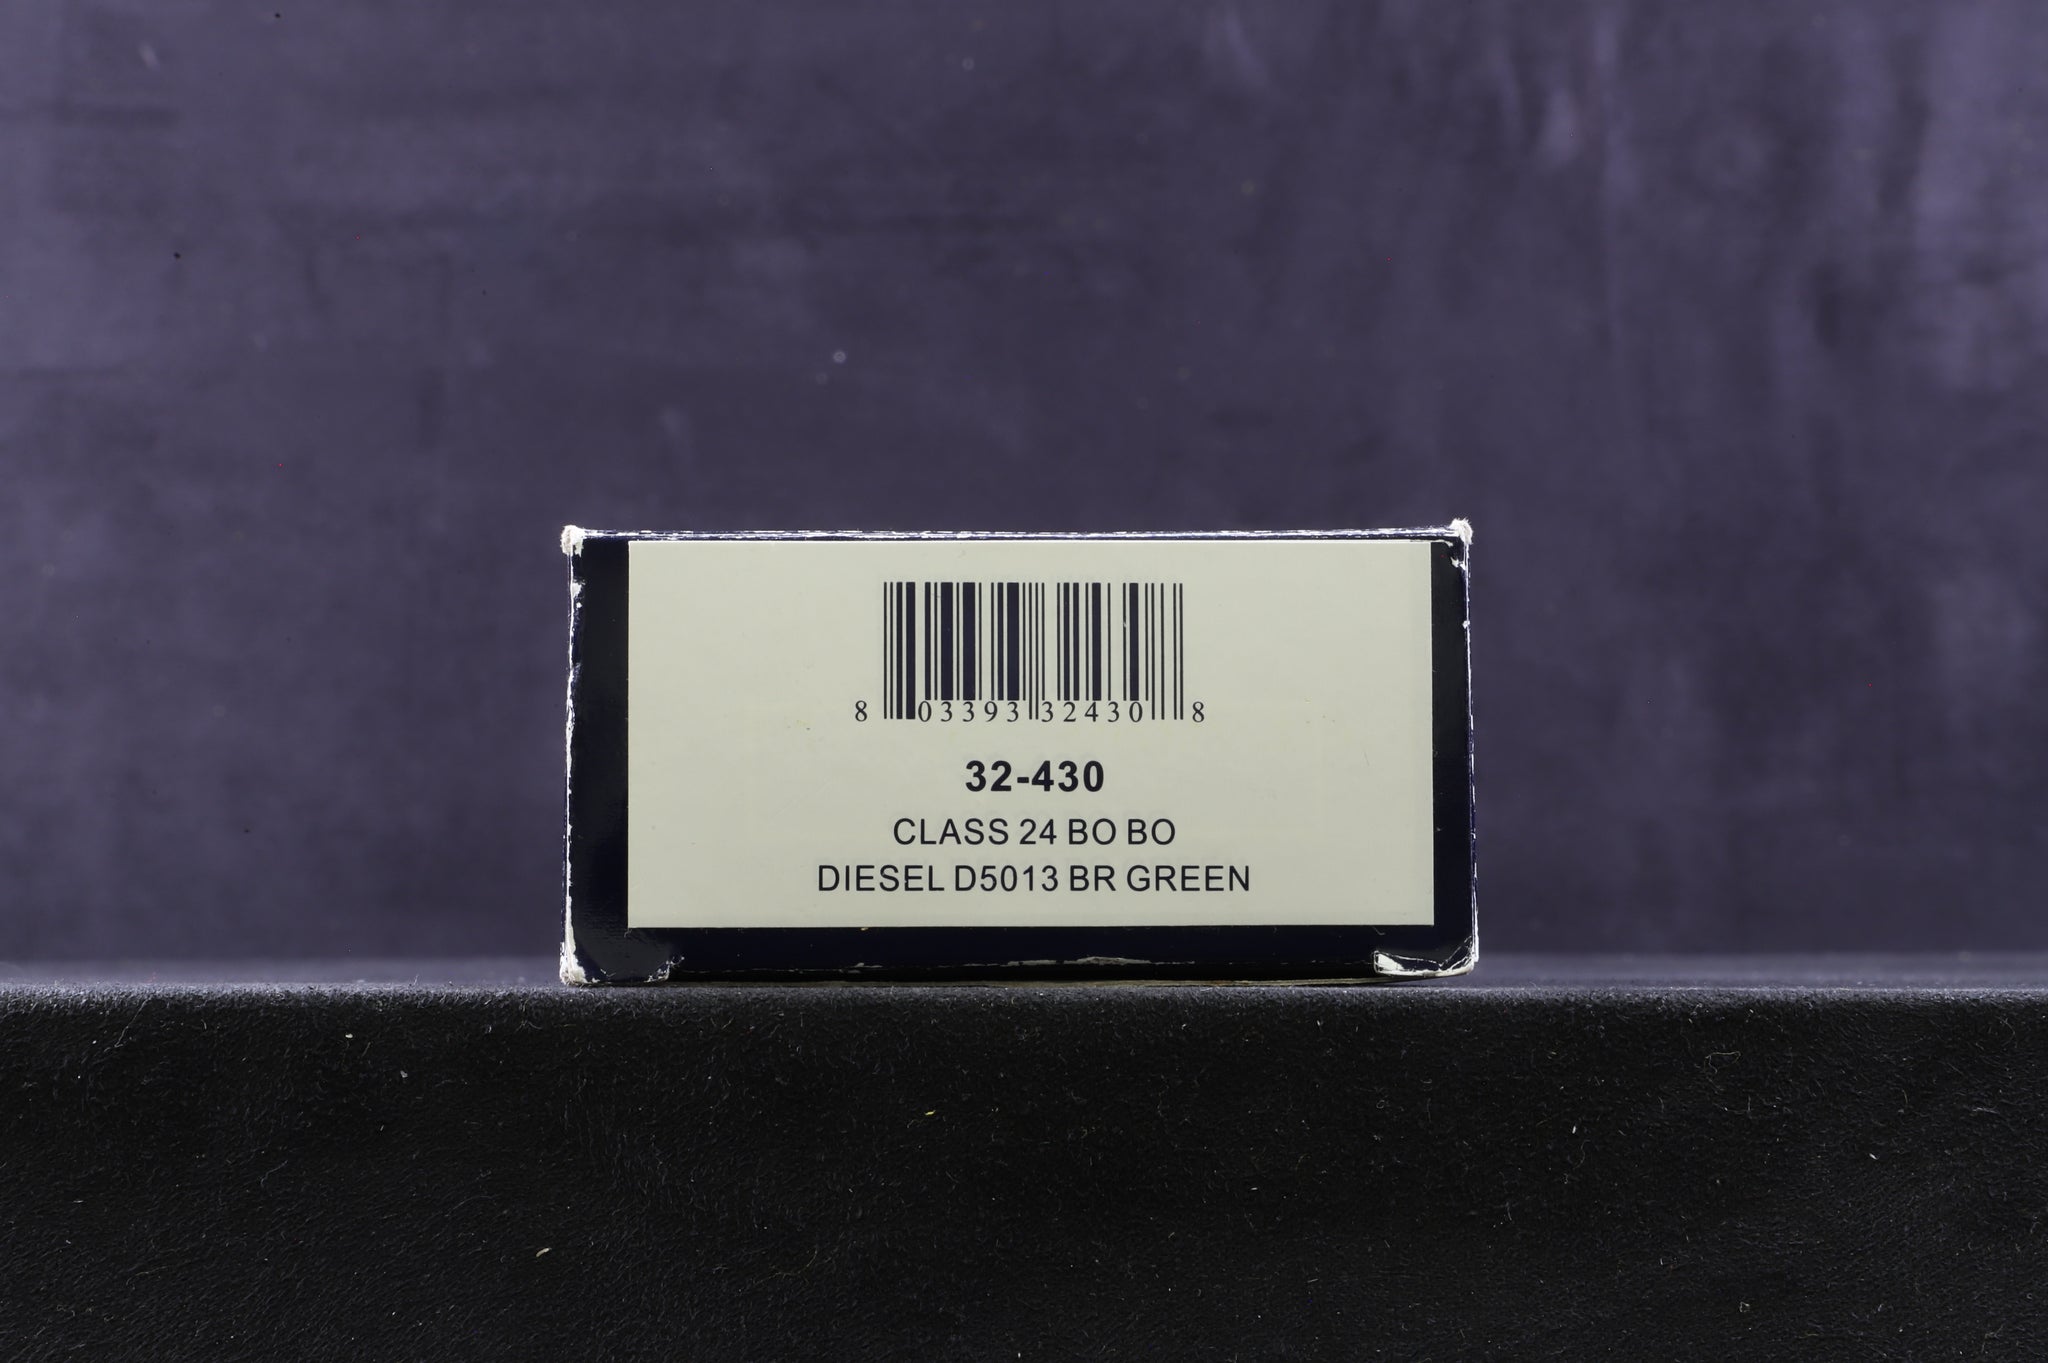 8 03393 32430 8
32-430
CLASS 24 BO BO
DIESEL D5013 BR GREEN